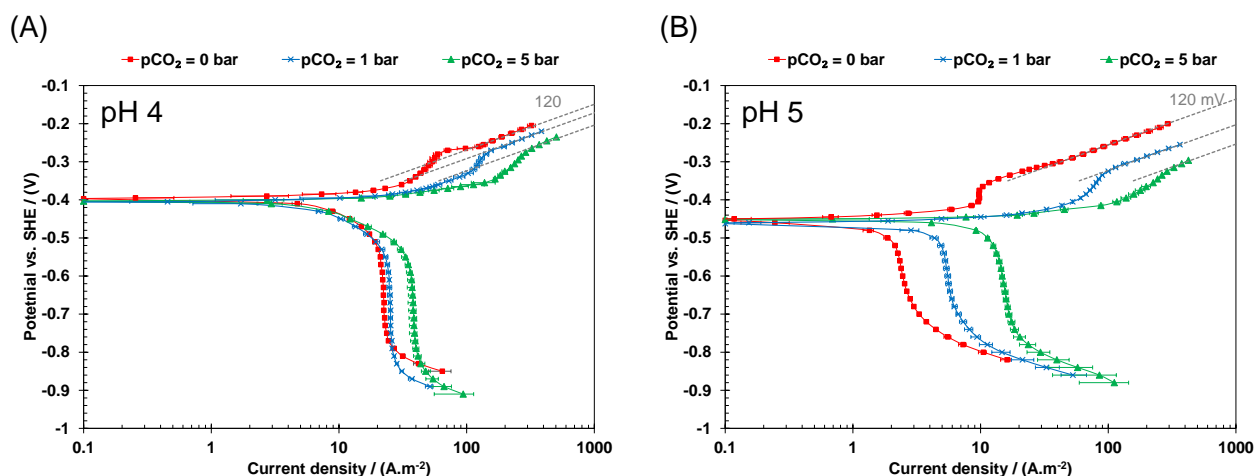 (A)
pCO₂ = 0 bar pCO₂ = 1 bar pCO₂ = 5 bar
pH 4
120
Potential vs. SHE / (V)
-0.1
-0.2
-0.3
-0.4
-0.5
-0.6
-0.7
-0.8
-0.9
-1
0.1 1 10 100 1000
Current density / (A.m⁻²)
(B)
pCO₂ = 0 bar pCO₂ = 1 bar pCO₂ = 5 bar
pH 5
120 mV
Potential vs. SHE / (V)
-0.1
-0.2
-0.3
-0.4
-0.5
-0.6
-0.7
-0.8
-0.9
-1
0.1 1 10 100 1000
Current density / (A.m⁻²)